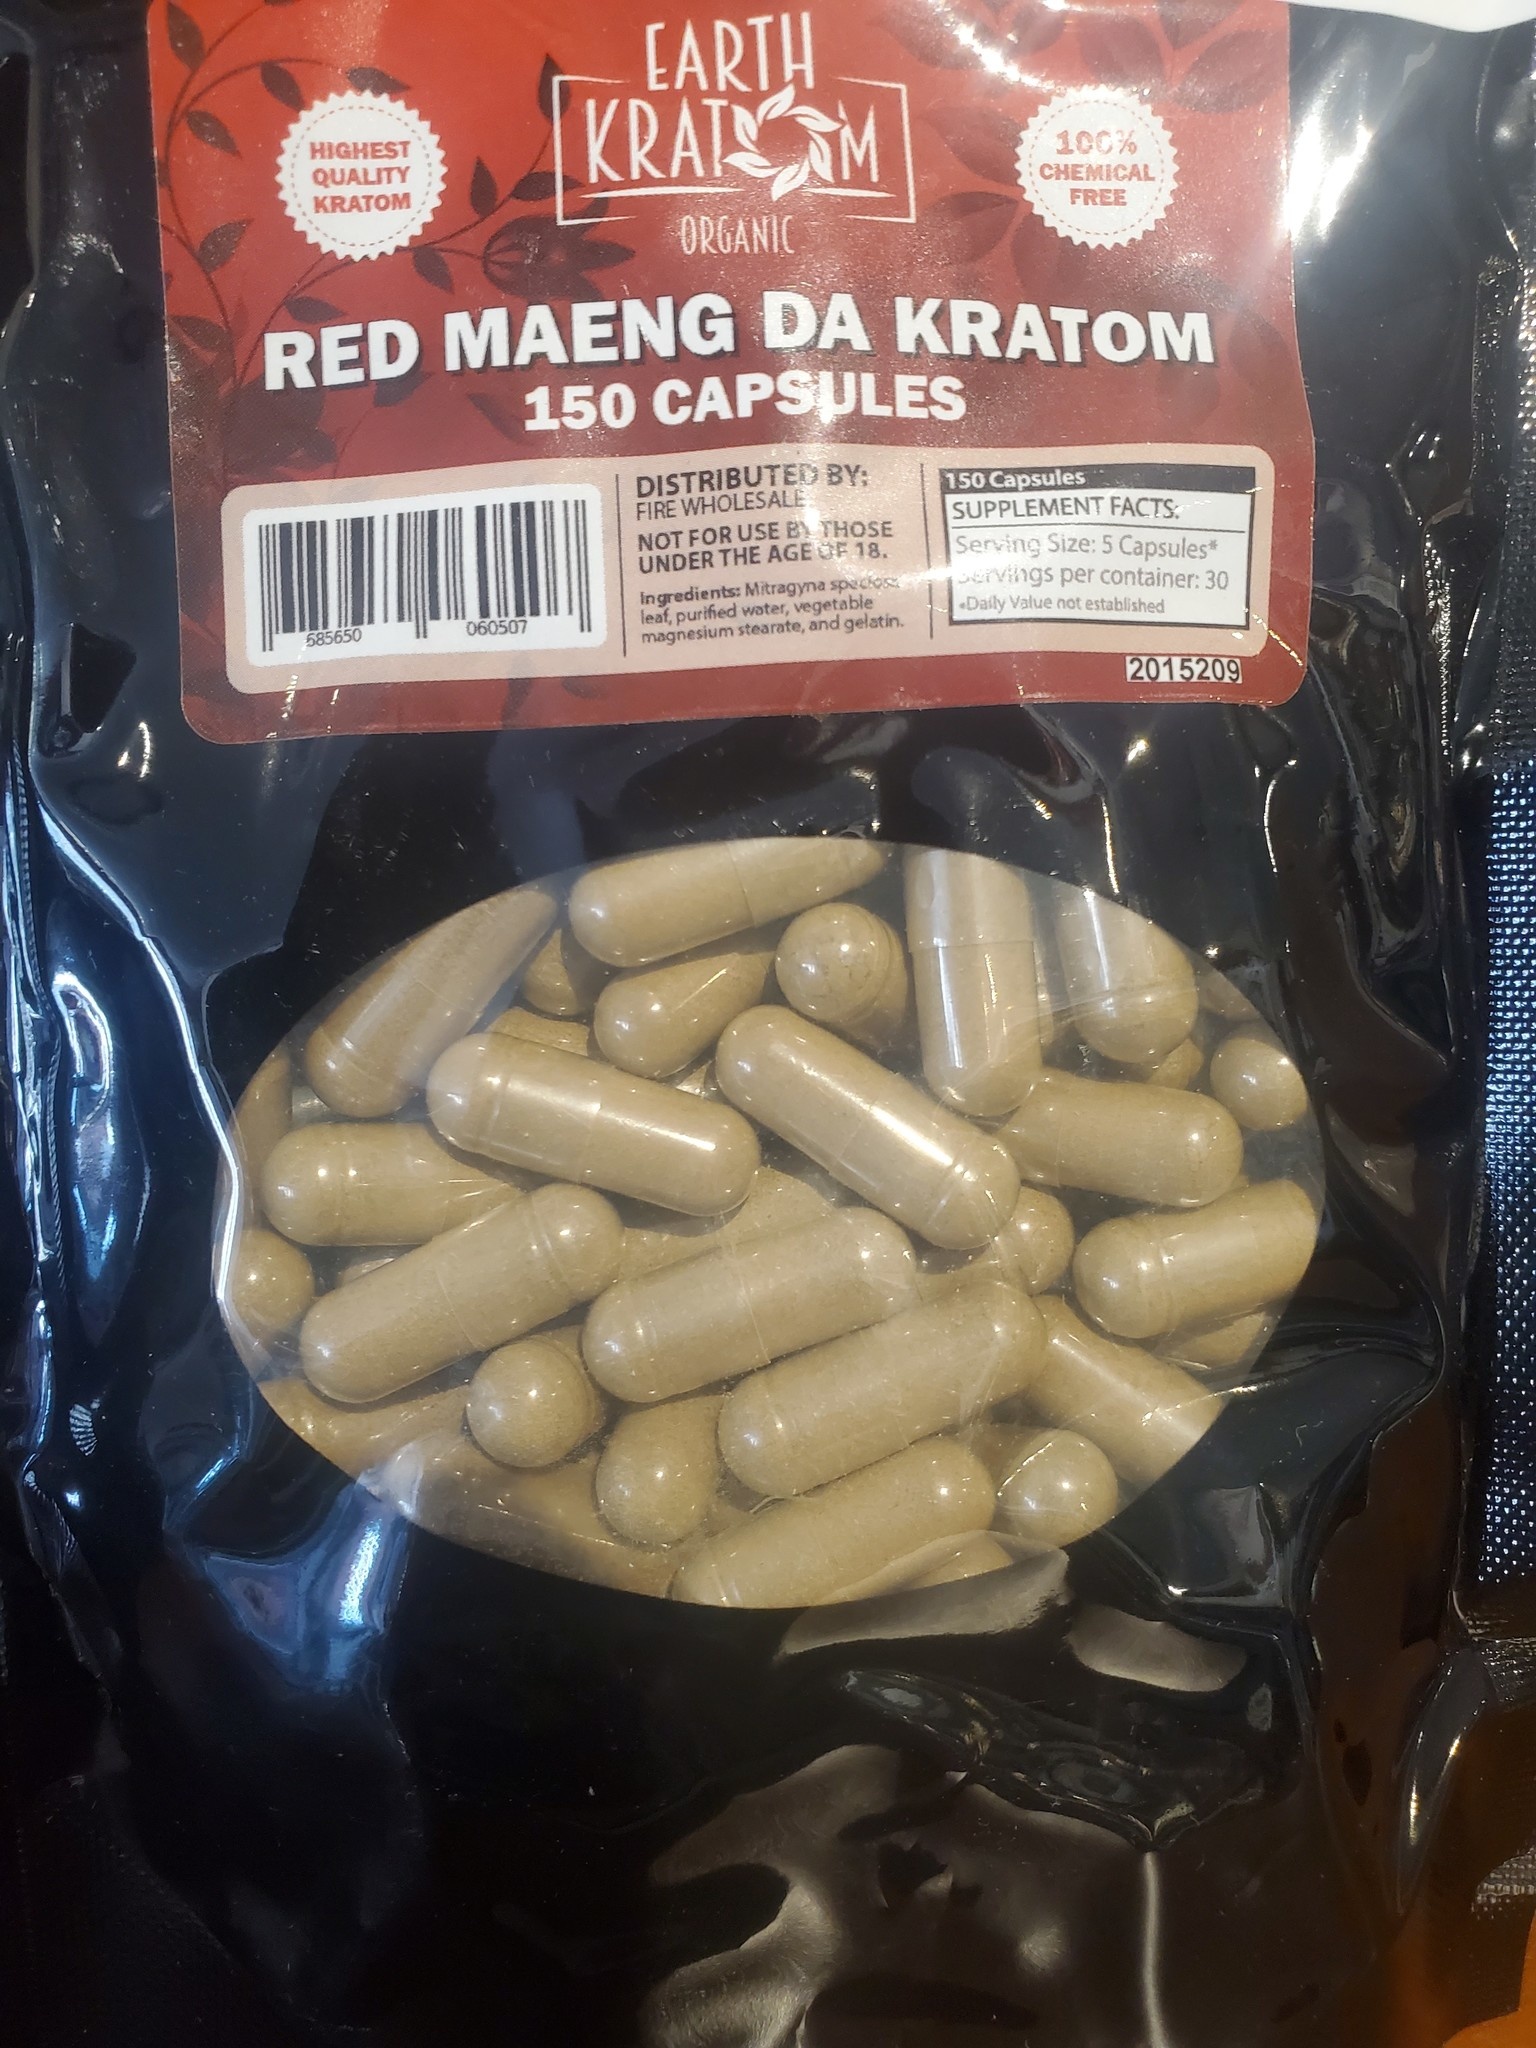 EARTH
KRATOM
ORGANIC
HIGHEST
QUALITY
KRATOM
100%
CHEMICAL
FREE
RED MAENG DA KRATOM
150 CAPSULES
585650 060507
DISTRIBUTED BY:
FIRE WHOLESALE
NOT FOR USE BY THOSE
UNDER THE AGE OF 18.
Ingredients: Mitragyna speciosa
leaf, purified water, vegetable
magnesium stearate, and gelatin.
150 Capsules
SUPPLEMENT FACTS:
Serving Size: 5 Capsules*
Servings per container: 30
*Daily Value not established
2015209